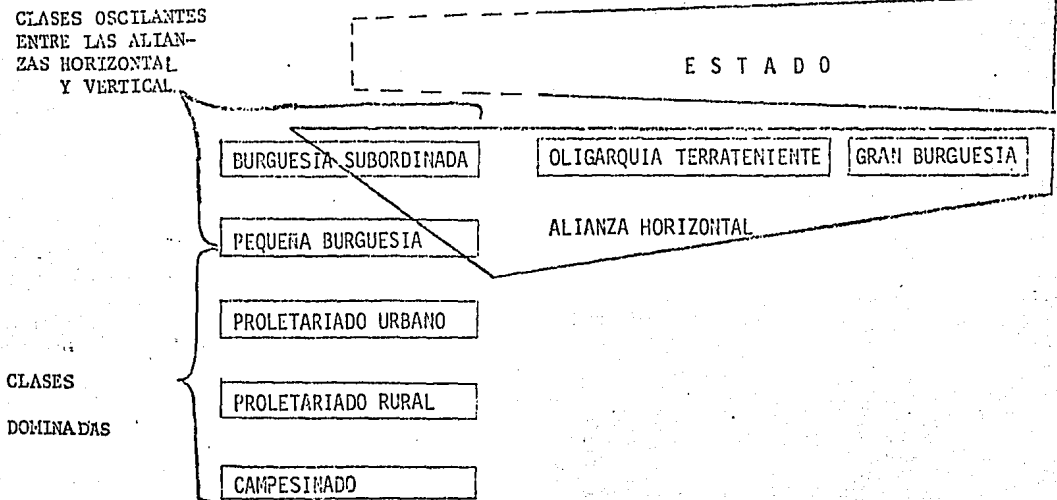 CLASES OSCILANTES
ENTRE LAS ALIAN-
ZAS HORIZONTAL
Y VERTICAL.
E S T A D O
BURGUESIA SUBORDINADA
OLIGARQUIA TERRATENIENTE
GRAN BURGUESIA
PEQUEÑA BURGUESIA
ALIANZA HORIZONTAL
PROLETARIADO URBANO
CLASES
DOMINADAS
PROLETARIADO RURAL
CAMPESINADO